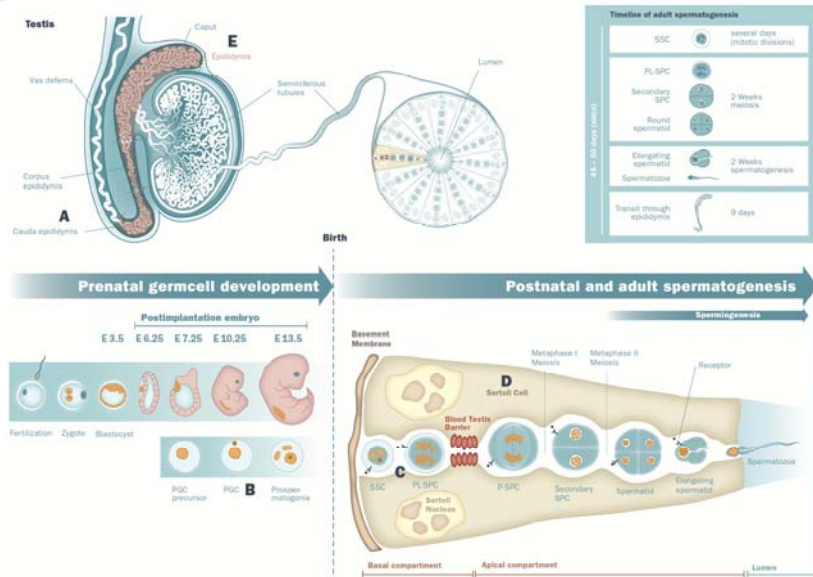 Testis
Caput
E
Epididymis
Vas deferns
Seminiferous
tubules
Lumen
Corpus
epididymis
A
Cauda epididymis
Timeline of adult spermatogenesis
45 – 50 days (mice)
SSC
several days
(mitotic divisions)
PL-SPC
Secondary
SPC
2 Weeks
meiosis
Round
spermatid
Elongating
spermatid
2 Weeks
spermatogenesis
Spermatozoa
Transit through
epididymis
9 days
Birth
Prenatal germcell development
Postnatal and adult spermatogenesis
Spermiogenesis
Postimplantation embryo
E 3.5
E 6.25
E 7.25
E 10.25
E 13.5
Fertilization
Zygote
Blastocyst
PGC
precursor
PGC
B
Prosper-
matogonia
Basement
Membrane
D
Sertoli Cell
Metaphase I
Meiosis
Metaphase II
Meiosis
Receptor
Blood Testis
Barrier
C
SSC
PL-SPC
P-SPC
Secondary
SPC
Spermatid
Elongating
spermatid
Spermatozoa
Sertoli
Nucleus
Basal compartment
Apical compartment
Lumen